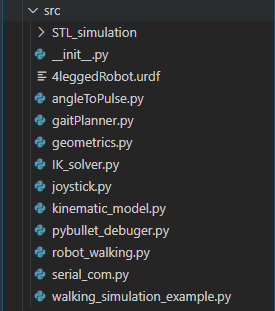 src
STL_simulation
__init__.py
4leggedRobot.urdf
angleToPulse.py
gaitPlanner.py
geometrics.py
IK_solver.py
joystick.py
kinematic_model.py
pybullet_debuger.py
robot_walking.py
serial_com.py
walking_simulation_example.py